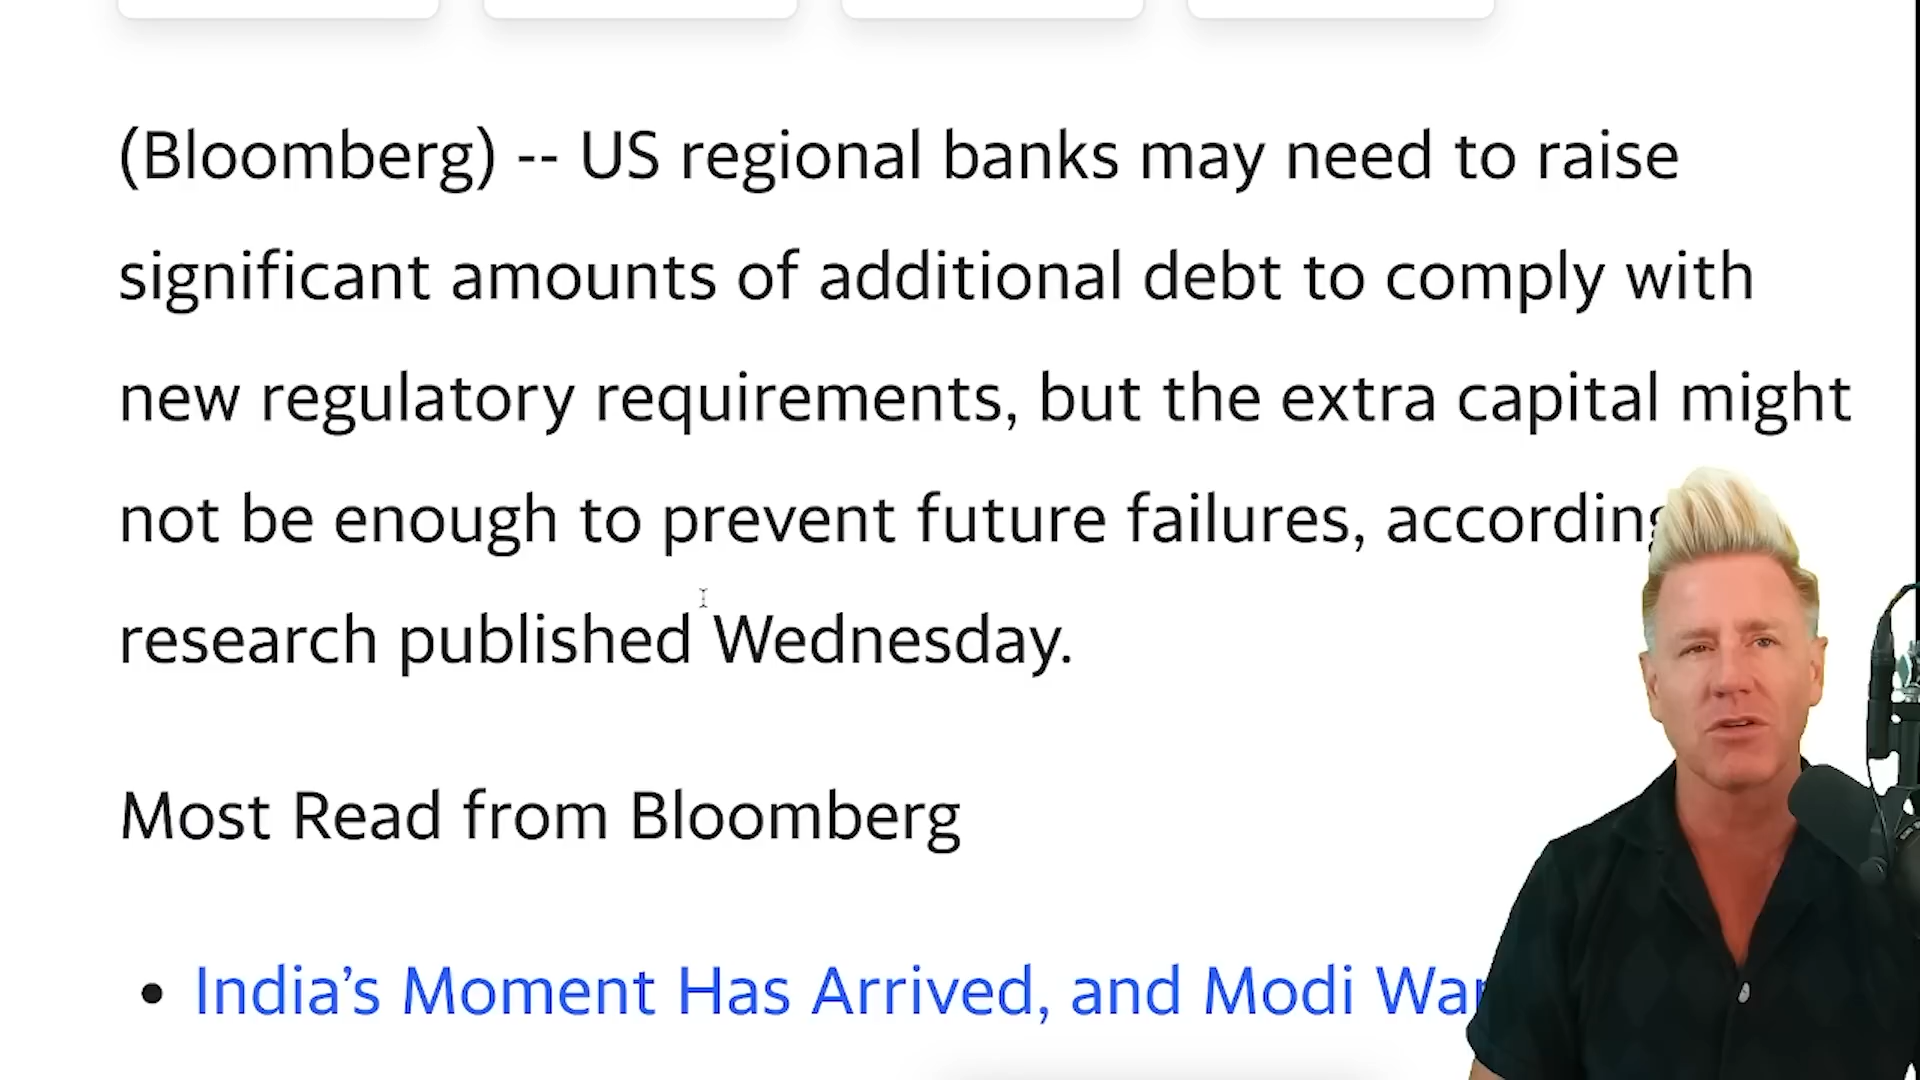 (Bloomberg) -- US regional banks may need to raise
significant amounts of additional debt to comply with
new regulatory requirements, but the extra capital might
not be enough to prevent future failures, according
research published Wednesday.
Most Read from Bloomberg
• India’s Moment Has Arrived, and Modi